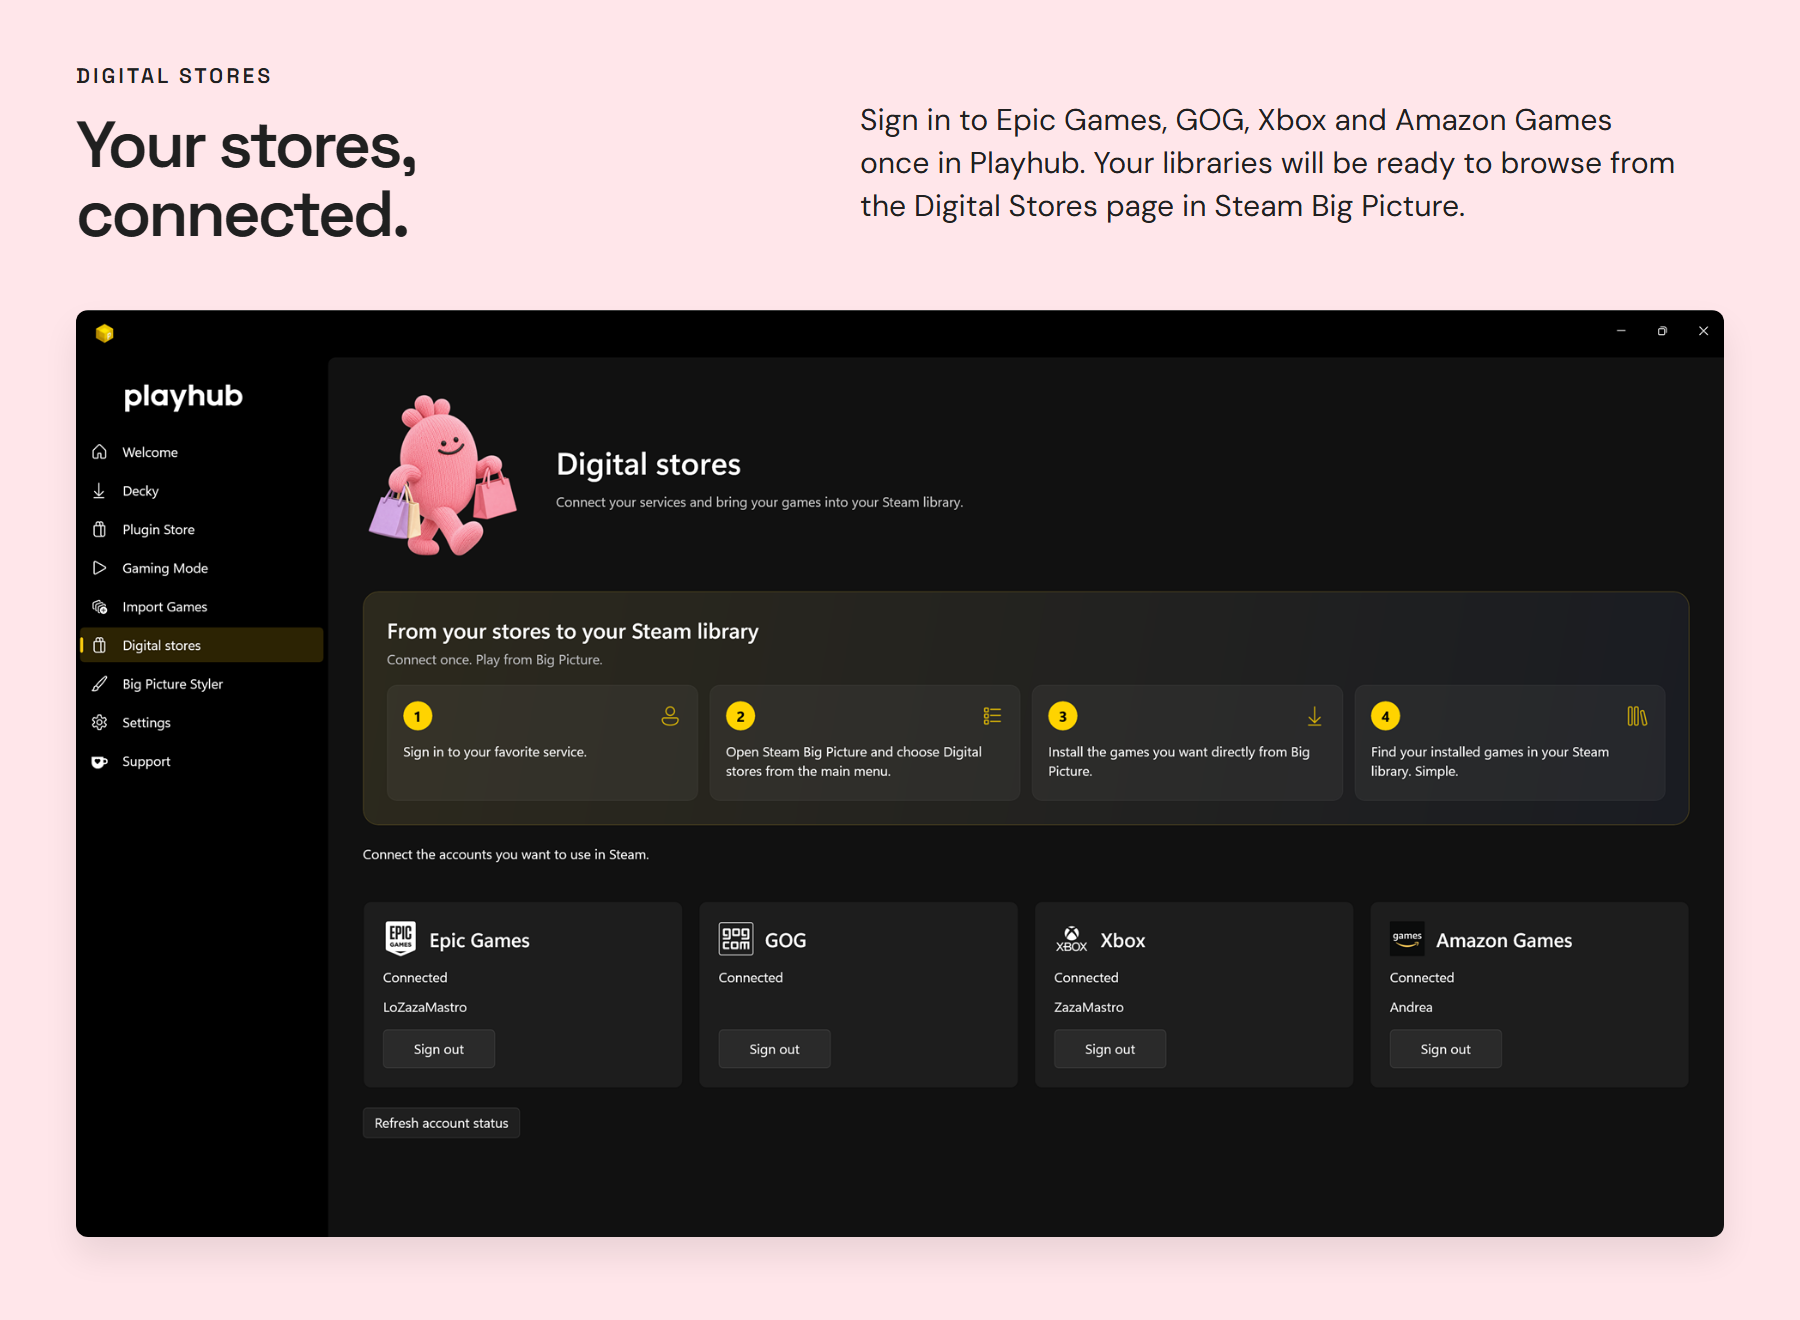 DIGITAL STORES
Your stores,
connected.
Sign in to Epic Games, GOG, Xbox and Amazon Games
once in Playhub. Your libraries will be ready to browse from
the Digital Stores page in Steam Big Picture.
playhub
Welcome
Decky
Plugin Store
Gaming Mode
Import Games
Digital stores
Big Picture Styler
Settings
Support
Digital stores
Connect your services and bring your games into your Steam library.
From your stores to your Steam library
Connect once. Play from Big Picture.
1
Sign in to your favorite service.
2
Open Steam Big Picture and choose Digital
stores from the main menu.
3
Install the games you want directly from Big
Picture.
4
Find your installed games in your Steam
library. Simple.
Connect the accounts you want to use in Steam.
EPIC
GAMES
Epic Games
Connected
LoZazaMastro
Sign out
gog
com
GOG
Connected
Sign out
XBOX
Xbox
Connected
ZazaMastro
Sign out
games
Amazon Games
Connected
Andrea
Sign out
Refresh account status